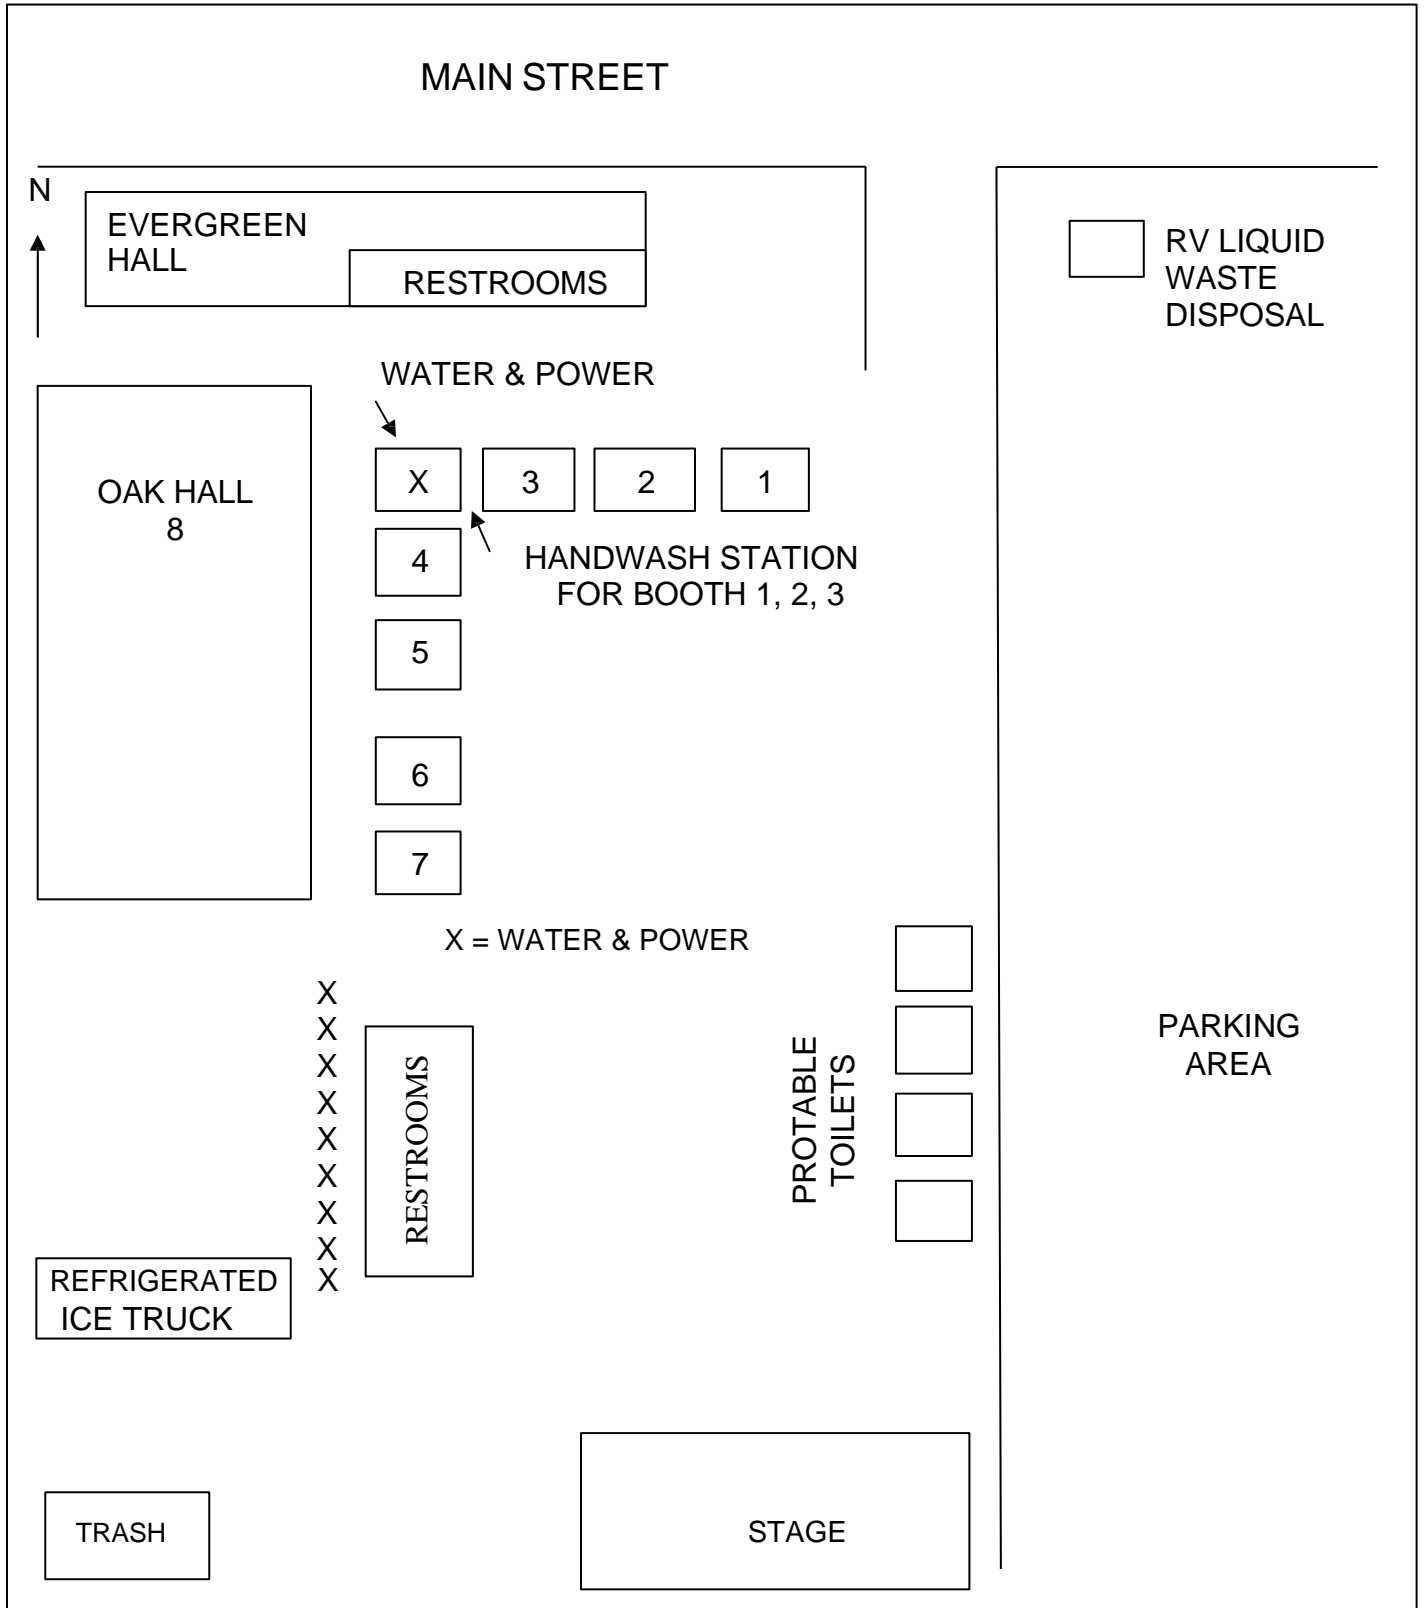 MAIN STREET
N
EVERGREEN
HALL
RESTROOMS
RV LIQUID
WASTE
DISPOSAL
WATER & POWER
OAK HALL
8
X
3
2
1
HANDWASH STATION
FOR BOOTH 1, 2, 3
4
5
6
7
X = WATER & POWER
X
X
X
X
X
X
X
X
X
RESTROOMS
PROTABLE
TOILETS
PARKING
AREA
REFRIGERATED
ICE TRUCK
TRASH
STAGE